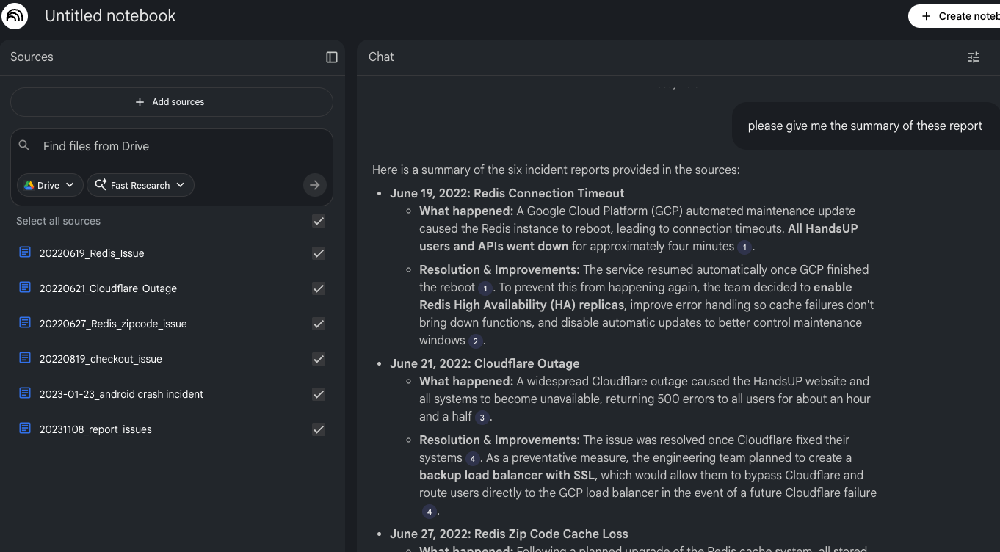 Untitled notebook
+ Create noteb
Sources
Chat
+ Add sources
Find files from Drive
Drive
Fast Research
Select all sources
20220619_Redis_Issue
20220621_Cloudflare_Outage
20220627_Redis_zipcode_issue
20220819_checkout_issue
2023-01-23_android crash incident
20231108_report_issues
please give me the summary of these report
Here is a summary of the six incident reports provided in the sources:
• June 19, 2022: Redis Connection Timeout
◦ What happened: A Google Cloud Platform (GCP) automated maintenance update
caused the Redis instance to reboot, leading to connection timeouts. All HandsUP
users and APIs went down for approximately four minutes 1.
◦ Resolution & Improvements: The service resumed automatically once GCP finished
the reboot 1. To prevent this from happening again, the team decided to enable
Redis High Availability (HA) replicas, improve error handling so cache failures don't
bring down functions, and disable automatic updates to better control maintenance
windows 2.
• June 21, 2022: Cloudflare Outage
◦ What happened: A widespread Cloudflare outage caused the HandsUP website and
all systems to become unavailable, returning 500 errors to all users for about an hour
and a half 3.
◦ Resolution & Improvements: The issue was resolved once Cloudflare fixed their
systems 4. As a preventative measure, the engineering team planned to create a
backup load balancer with SSL, which would allow them to bypass Cloudflare and
route users directly to the GCP load balancer in the event of a future Cloudflare failure
4.
• June 27, 2022: Redis Zip Code Cache Loss
◦ What happened: Following a planned upgrade of the Redis cache system, all stored